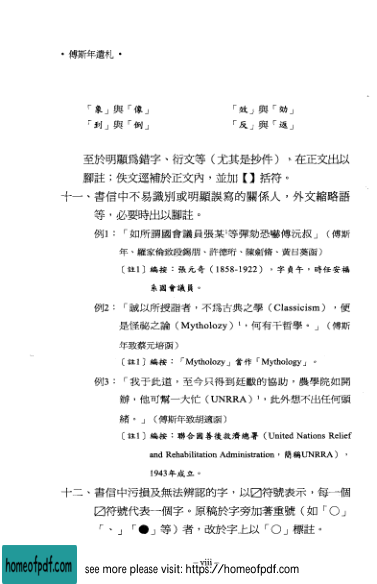 • 傅斯年遺札 •
「象」與「像」　「效」與「効」
「到」與「倒」　「反」與「返」
至於明顯爲錯字、衍文等（尤其是抄件），在正文出以
腳註；佚文逕補於正文內，並加【】括符。
十一、書信中不易識別或明顯誤寫的關係人，外文縮略語
等，必要時出以腳註。
例1：「如所謂國會議員張某¹等彈劾恐嚇傅沅叔」（傅斯
年、羅家倫致段錫朋、許德珩、陳劍脩、黃日葵函）
〔註1〕編按：張元奇（1858-1922），字貞午，時任安福
系國會議員。
例2：「誠以所授諸者，不爲古典之學（Classicism），便
是怪祕之論（Mytholozy）¹，何有于哲學。」（傅斯
年致蔡元培函）
〔註1〕編按：「Mytholozy」當作「Mythology」。
例3：「我于此道，至今只得到廷黻的協助，農學院如開
辦，他可幫一大忙（UNRRA）¹，此外想不出任何頭
緒。」（傅斯年致胡適函）
〔註1〕編按：聯合國善後救濟總署（United Nations Relief
and Rehabilitation Administration，簡稱UNRRA），
1943年成立。
十二、書信中污損及無法辨認的字，以〼符號表示，每一個
〼符號代表一個字。原稿於字旁加著重號（如「○」
「、」「●」等）者，改於字上以「○」標註。
– viii –
homeofpdf.com
see more please visit: https://homeofpdf.com